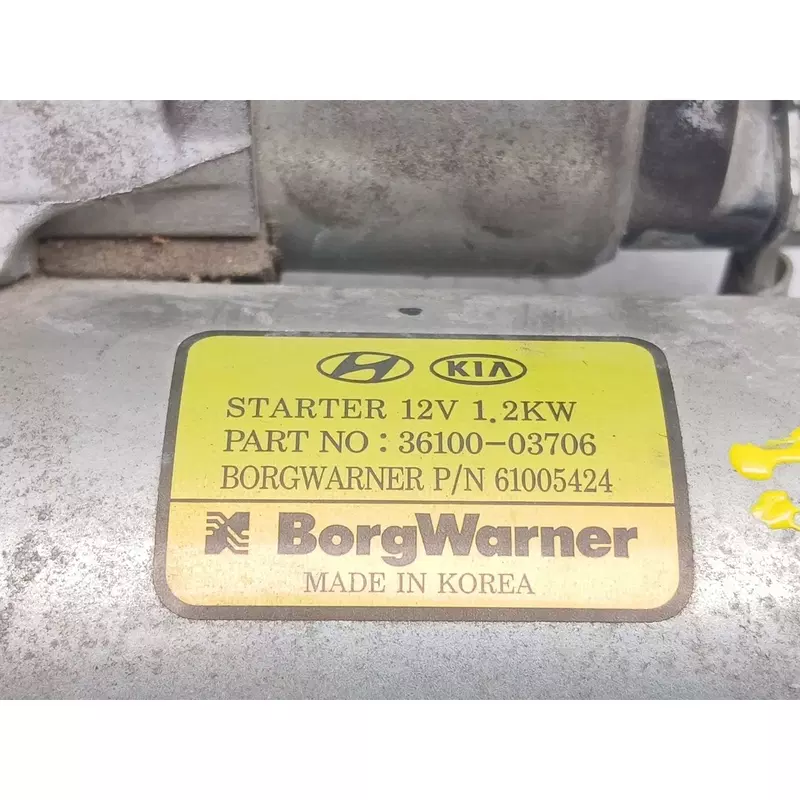 KIA
STARTER 12V 1.2KW
PART NO : 36100-03706
BORGWARNER P/N 61005424
BorgWarner
MADE IN KOREA